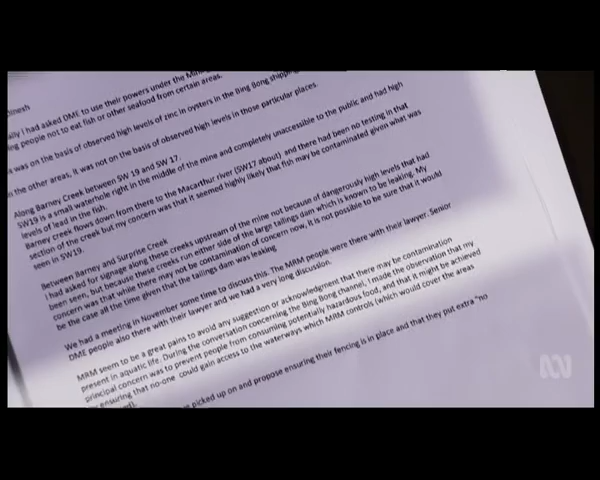 Dinesh
ally I had asked DME to use their powers under the
ing people not to eat fish or other seafood from certain areas.
s was on the basis of observed high levels of zinc in oysters in the Bing Bong shipping
n the other areas, it was not on the basis of observed high levels in those particular places.
Along Barney Creek between SW 19 and SW 17.
SW19 is a small waterhole right in the middle of the mine and completely unaccessible to the public and had high
levels of lead in the fish.
Barney creek flows down from there to the Macarthur river (SW17 about) and there had been no testing in that
section of the creek but my concern was that it seemed highly likely that fish may be contaminated given what was
seen in SW19.
Between Barney and Surprise Creek
I had asked for signage along these creeks upstream of the mine not because of dangerously high levels that had
been seen, but because these creeks run either side of the large tailings dam which is known to be leaking. My
concern was that while there may not be contamination of concern now, it is not possible to be sure that it would
be the case all the time given that the tailings dam was leaking
We had a meeting in November some time to discuss this. The MRM people were there with their lawyer. Senior
DME people also there with their lawyer and we had a very long discussion.
MRM seem to be a great pains to avoid any suggestion or acknowledgment that there may be contamination
present in aquatic life. During the conversation concerning the Bing Bong channel, I made the observation that my
principal concern was to prevent people from consuming potentially hazardous food, and that it might be achieved
by ensuring that no-one could gain access to the waterways which MRM controls (which would cover the areas
picked up on and propose ensuring their fencing is in place and that they put extra "no